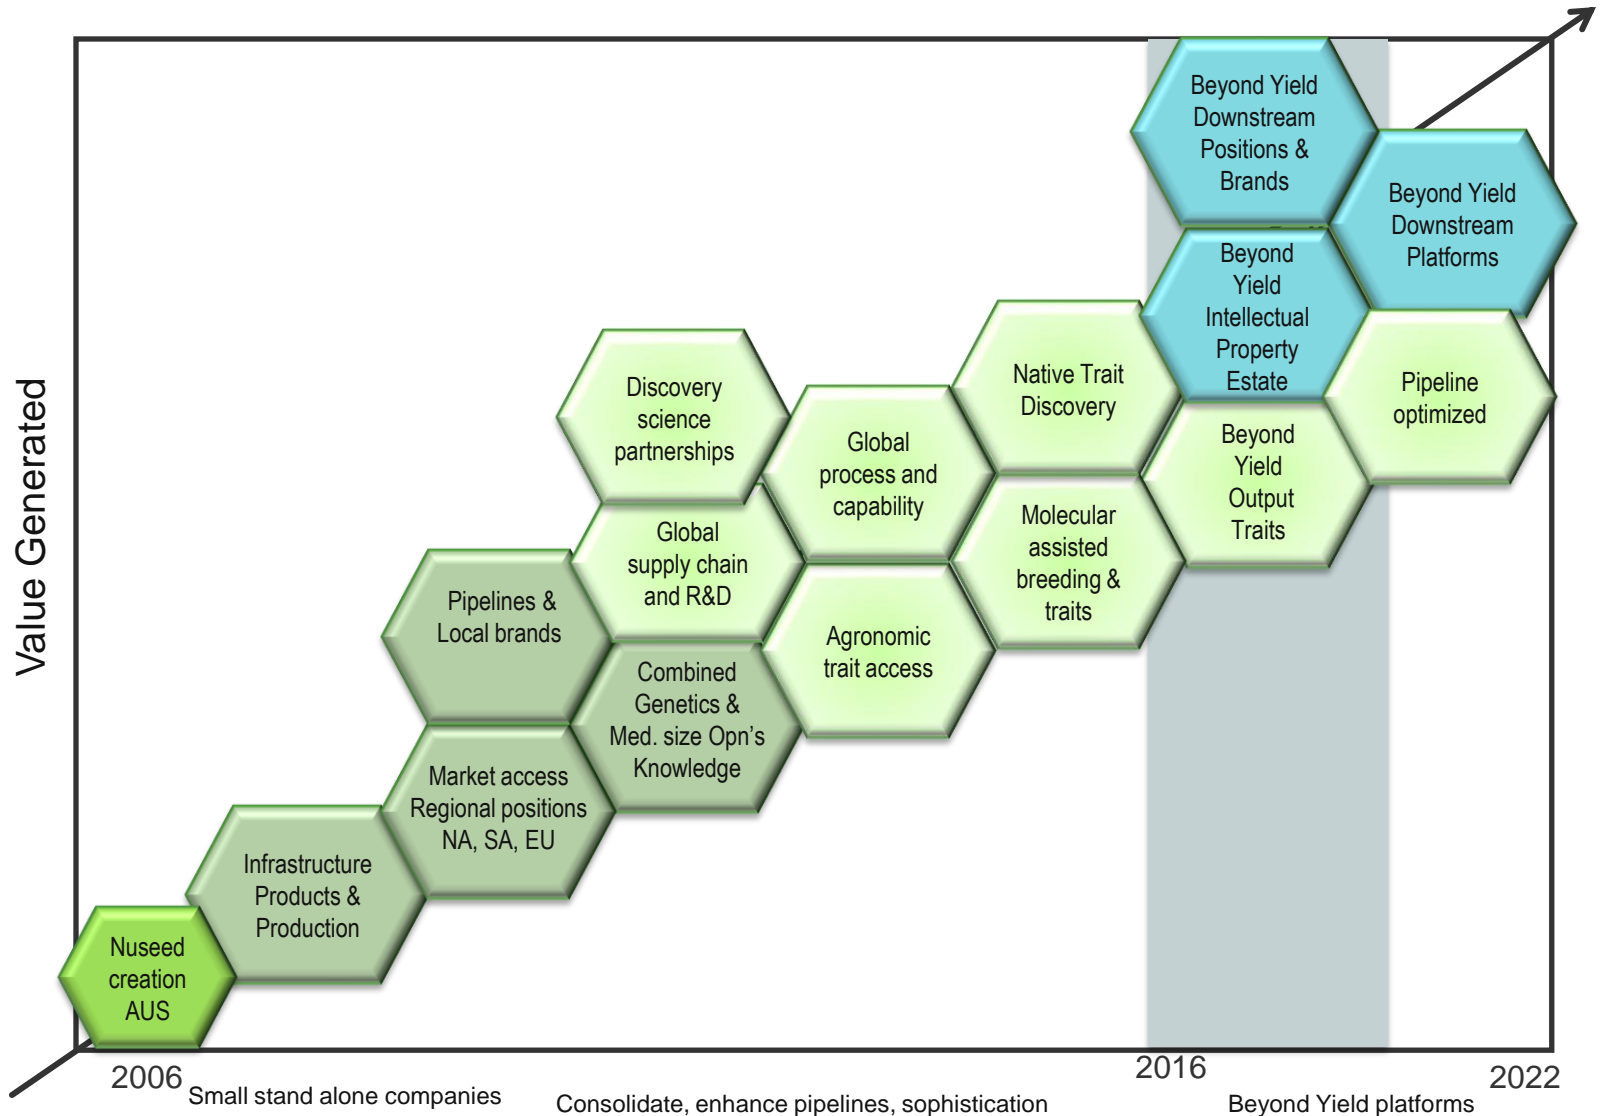 Beyond Yield
Downstream
Positions &
Brands
Beyond Yield
Downstream
Platforms
Beyond
Yield
Intellectual
Property
Estate
Native Trait
Discovery
Pipeline
optimized
Discovery
science
partnerships
Global
process and
capability
Beyond
Yield
Output
Traits
Global
supply chain
and R&D
Molecular
assisted
breeding &
traits
Pipelines &
Local brands
Agronomic
trait access
Combined
Genetics &
Med. size Opn's
Knowledge
Market access
Regional positions
NA, SA, EU
Infrastructure
Products &
Production
Nuseed
creation
AUS
Value Generated
2006
2016
2022
Small stand alone companies
Consolidate, enhance pipelines, sophistication
Beyond Yield platforms